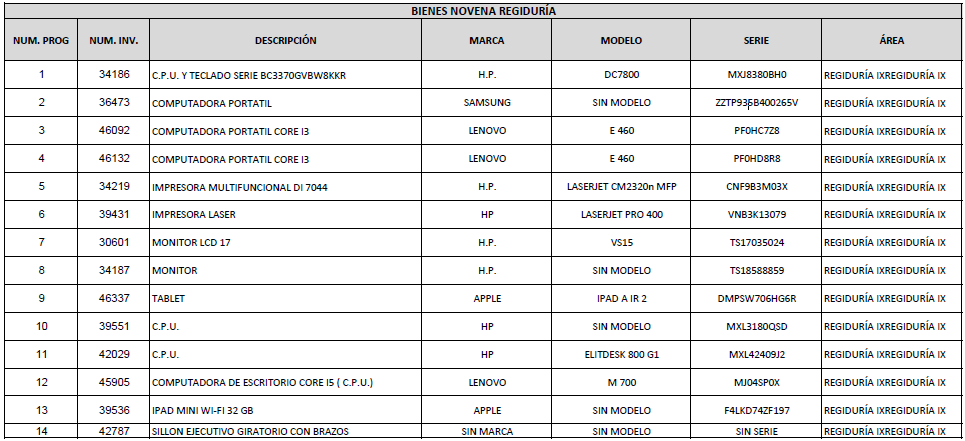 BIENES NOVENA REGIDURÍA
NUM. PROG NUM. INV. DESCRIPCIÓN MARCA MODELO SERIE ÁREA
1 34186 C.P.U. Y TECLADO SERIE BC3370GVBW8KKR H.P. DC7800 MXJ8380BH0 REGIDURÍA IXREGIDURÍA IX
2 36473 COMPUTADORA PORTATIL SAMSUNG SIN MODELO ZZTP93SB400265V REGIDURÍA IXREGIDURÍA IX
3 46092 COMPUTADORA PORTATIL CORE I3 LENOVO E 460 PF0HC7Z8 REGIDURÍA IXREGIDURÍA IX
4 46132 COMPUTADORA PORTATIL CORE I3 LENOVO E 460 PF0HD8R8 REGIDURÍA IXREGIDURÍA IX
5 34219 IMPRESORA MULTIFUNCIONAL DI 7044 H.P. LASERJET CM2320n MFP CNF9B3M03X REGIDURÍA IXREGIDURÍA IX
6 39431 IMPRESORA LASER HP LASERJET PRO 400 VNB3K13079 REGIDURÍA IXREGIDURÍA IX
7 30601 MONITOR LCD 17 H.P. VS15 TS17035024 REGIDURÍA IXREGIDURÍA IX
8 34187 MONITOR H.P. SIN MODELO TS18588859 REGIDURÍA IXREGIDURÍA IX
9 46337 TABLET APPLE IPAD A IR 2 DMPSW706HG6R REGIDURÍA IXREGIDURÍA IX
10 39551 C.P.U. HP SIN MODELO MXL3180QSD REGIDURÍA IXREGIDURÍA IX
11 42029 C.P.U. HP ELITDESK 800 G1 MXL42409J2 REGIDURÍA IXREGIDURÍA IX
12 45905 COMPUTADORA DE ESCRITORIO CORE I5 ( C.P.U.) LENOVO M 700 MJ04SP0X REGIDURÍA IXREGIDURÍA IX
13 39536 IPAD MINI WI-FI 32 GB APPLE SIN MODELO F4LKD74ZF197 REGIDURÍA IXREGIDURÍA IX
14 42787 SILLON EJECUTIVO GIRATORIO CON BRAZOS SIN MARCA SIN MODELO SIN SERIE REGIDURÍA IXREGIDURÍA IX